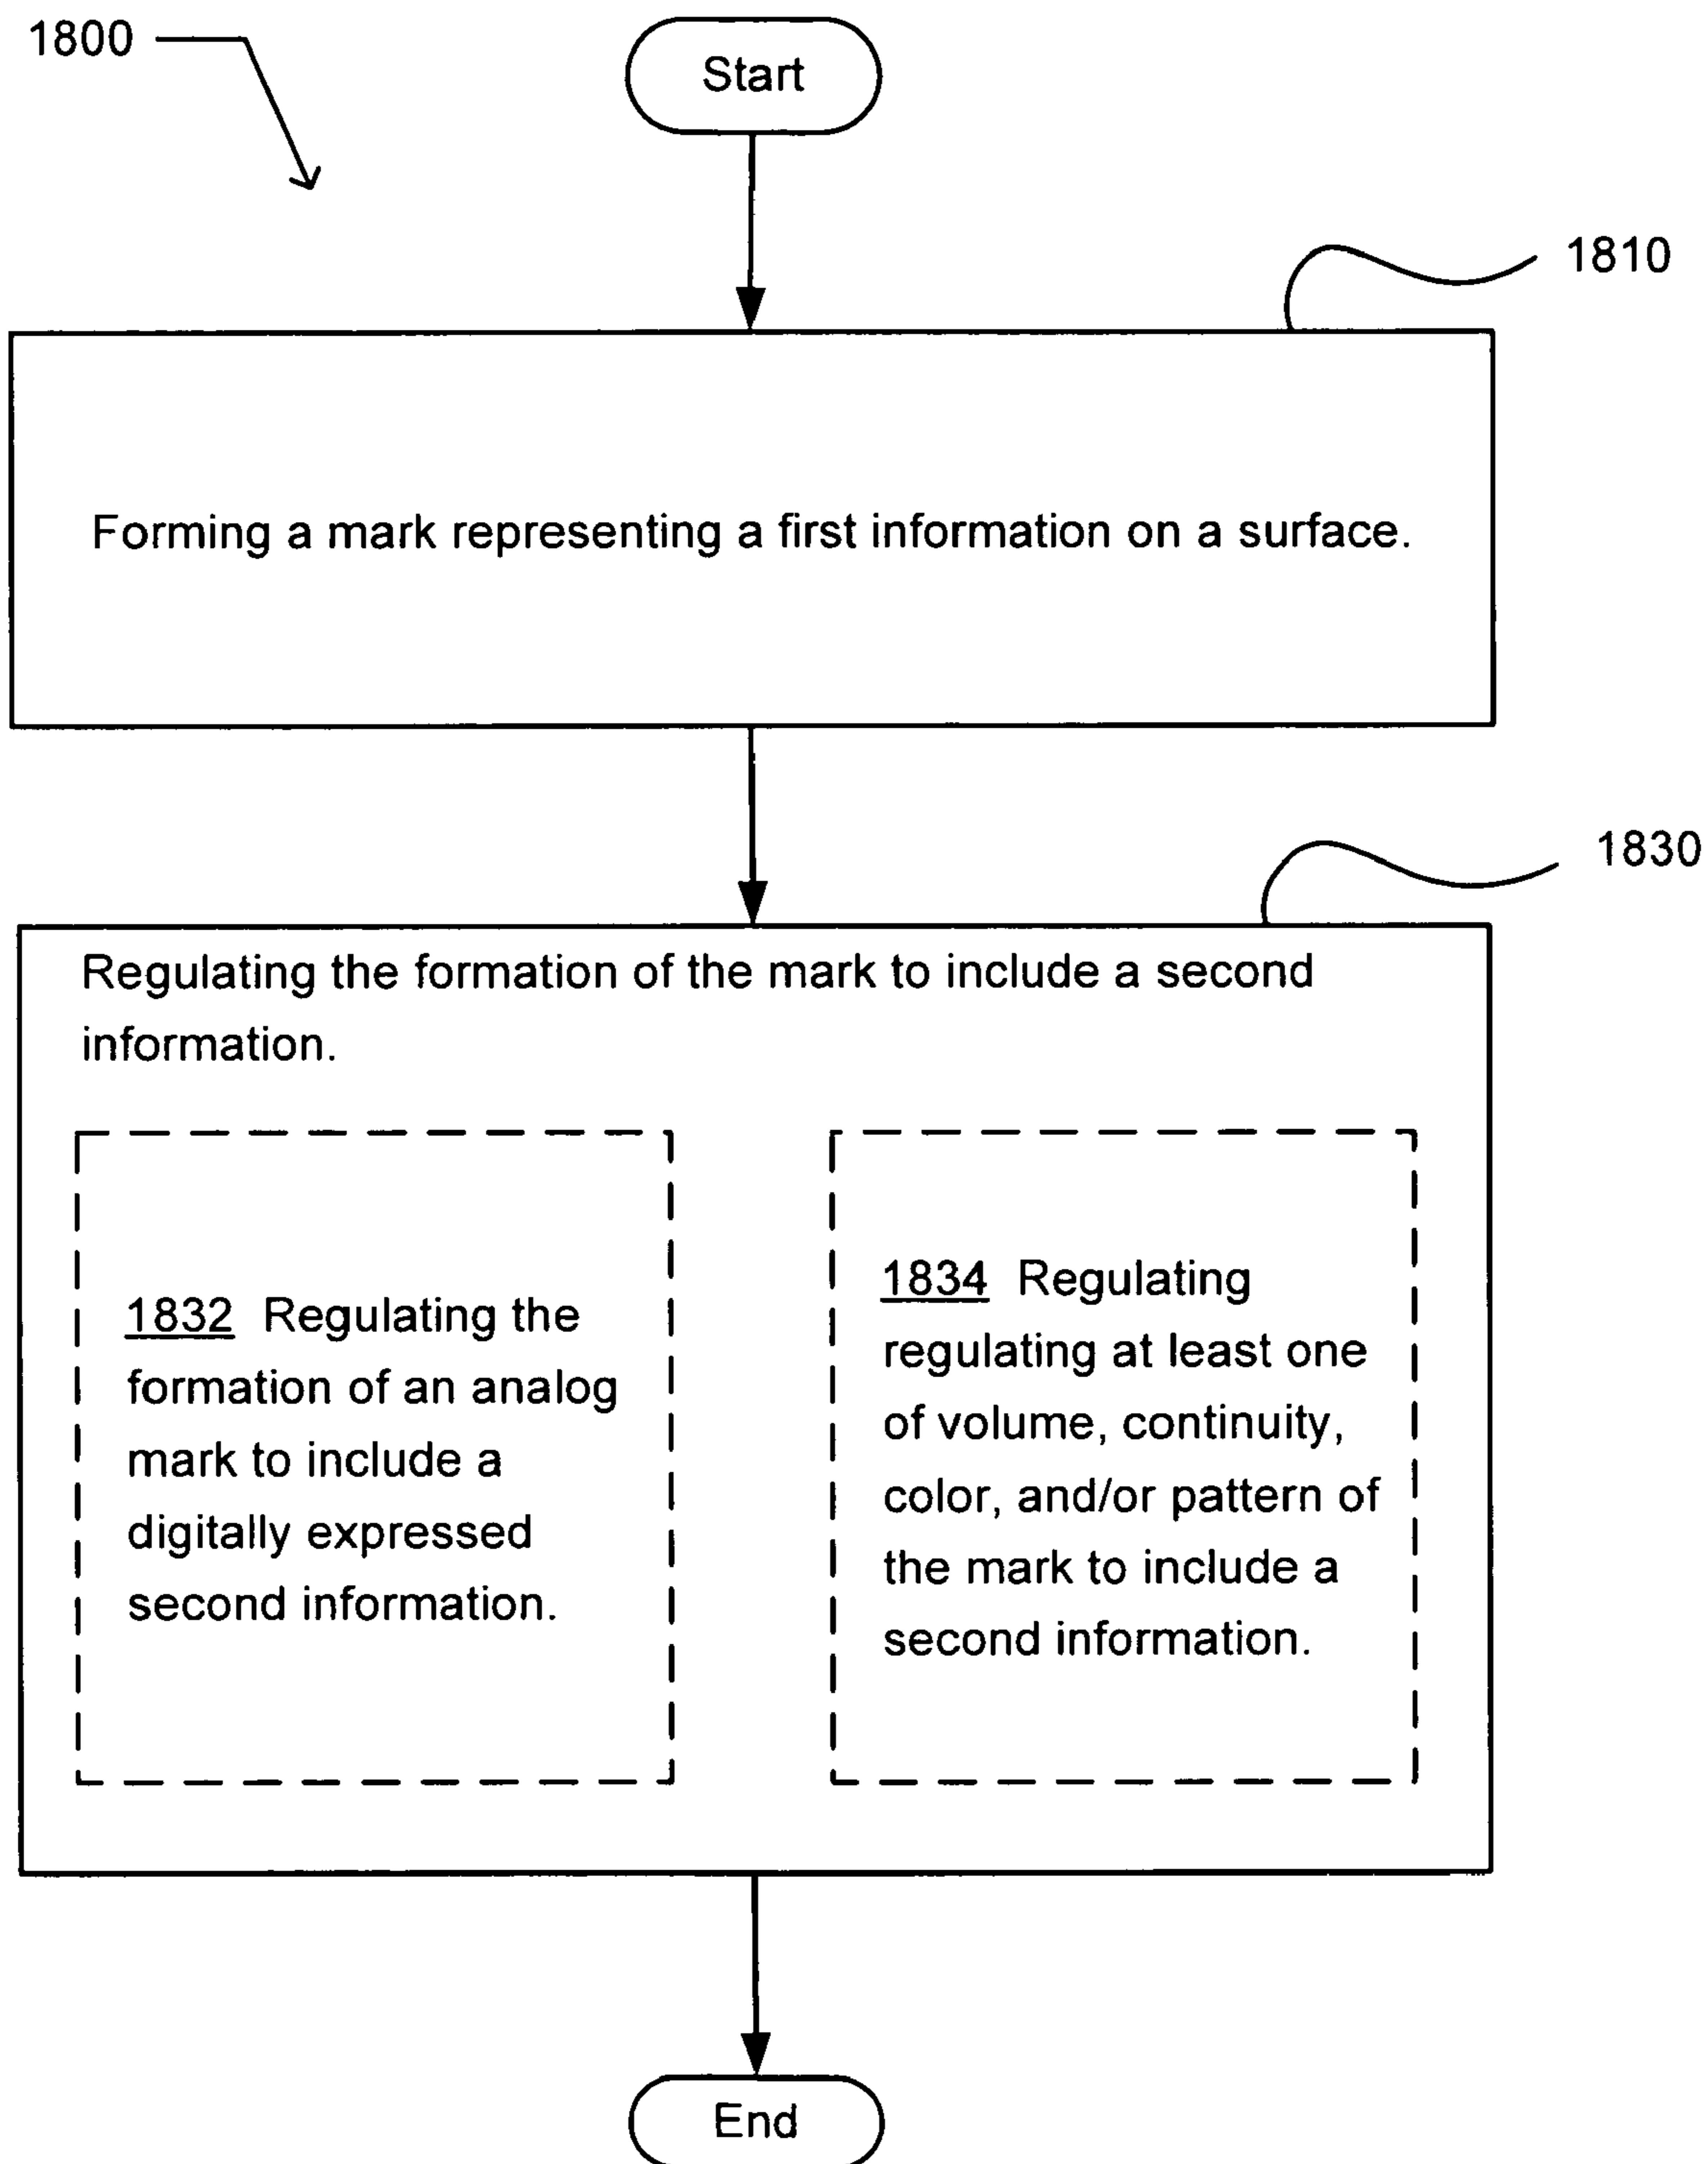 1800
Start
1810
Forming a mark representing a first information on a surface.
1830
Regulating the formation of the mark to include a second
information.
1832 Regulating the
formation of an analog
mark to include a
digitally expressed
second information.
1834 Regulating
regulating at least one
of volume, continuity,
color, and/or pattern of
the mark to include a
second information.
End